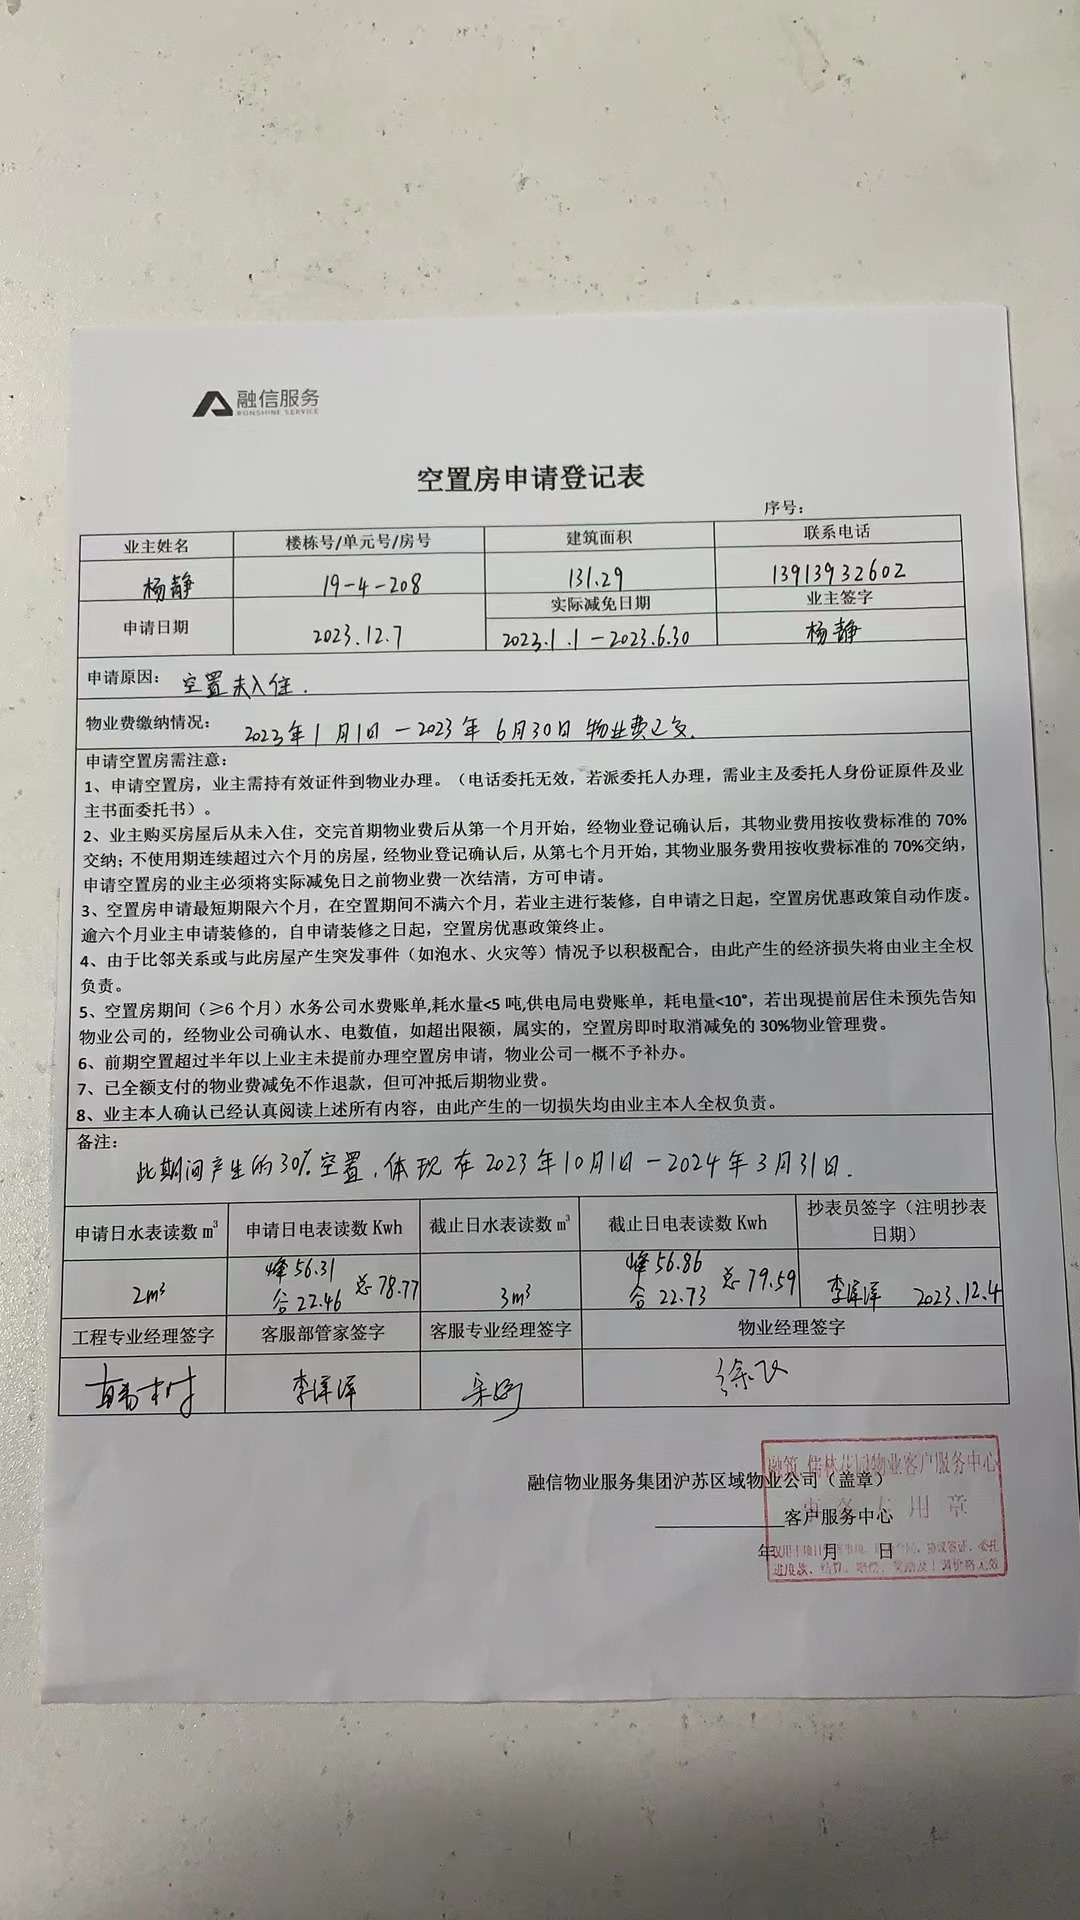 融信服务
RONSHINE SERVICE
空置房申请登记表
序号：
业主姓名 楼栋号/单元号/房号 建筑面积 联系电话
杨静 19-4-208 131.29 13913932602
实际减免日期 业主签字
申请日期 2023.12.7 2023.1.1-2023.6.30 杨静
申请原因： 空置未入住.
物业费缴纳情况： 2023年1月1日-2023年6月30日物业费已交.
申请空置房需注意：
1、申请空置房，业主需持有效证件到物业办理。（电话委托无效，若派委托人办理，需业主及委托人身份证原件及业
主书面委托书）。
2、业主购买房屋后从未入住，交完首期物业费后从第一个月开始，经物业登记确认后，其物业费用按收费标准的 70%
交纳；不使用期连续超过六个月的房屋，经物业登记确认后，从第七个月开始，其物业服务费用按收费标准的 70%交纳，
申请空置房的业主必须将实际减免日之前物业费一次结清，方可申请。
3、空置房申请最短期限六个月，在空置期间不满六个月，若业主进行装修，自申请之日起，空置房优惠政策自动作废。
逾六个月业主申请装修的，自申请装修之日起，空置房优惠政策终止。
4、由于比邻关系或与此房屋产生突发事件（如泡水、火灾等）情况予以积极配合，由此产生的经济损失将由业主全权
负责。
5、空置房期间（≥6 个月）水务公司水费账单,耗水量<5 吨,供电局电费账单，耗电量<10°，若出现提前居住未预先告知
物业公司的，经物业公司确认水、电数值，如超出限额，属实的，空置房即时取消减免的 30%物业管理费。
6、前期空置超过半年以上业主未提前办理空置房申请，物业公司一概不予补办。
7、已全额支付的物业费减免不作退款，但可冲抵后期物业费。
8、业主本人确认已经认真阅读上述所有内容，由此产生的一切损失均由业主本人全权负责。
备注：
此期间产生的30%空置，体现在2023年10月1日-2024年3月31日.
申请日水表读数 m³ 申请日电表读数 Kwh 截止日水表读数 m³ 截止日电表读数 Kwh 抄表员签字（注明抄表
日期）
2m³ 峰56.31 谷22.46 总78.77 3m³ 峰56.86 谷22.73 总79.59 李洋洋 2023.12.4
工程专业经理签字 客服部管家签字 客服专业经理签字 物业经理签字
李洋洋 徐飞
融筑 儒林花园物业客户服务中心
融信物业服务集团沪苏区域物业公司（盖章）
用章
客户服务中心
年 月 日